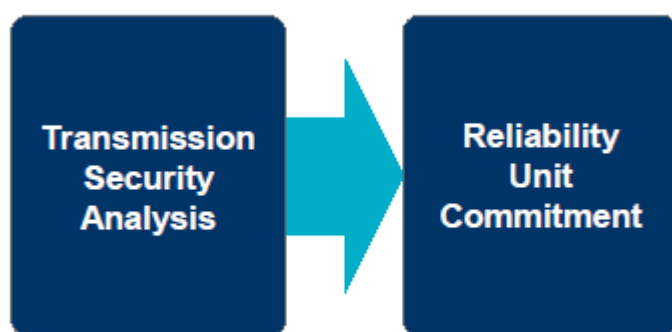 Transmission
Security
Analysis
Reliability
Unit
Commitment